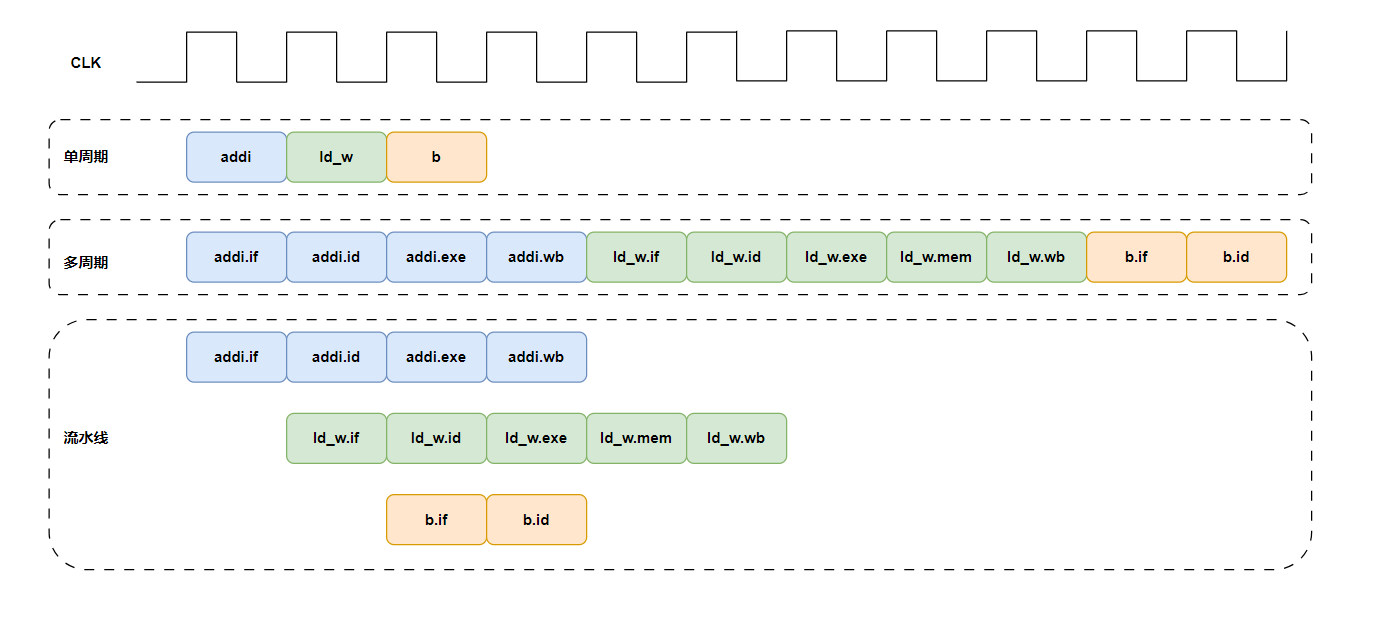 CLK
单周期 addi ld_w b
多周期 addi.if addi.id addi.exe addi.wb ld_w.if ld_w.id ld_w.exe ld_w.mem ld_w.wb b.if b.id
addi.if addi.id addi.exe addi.wb
流水线 ld_w.if ld_w.id ld_w.exe ld_w.mem ld_w.wb
b.if b.id